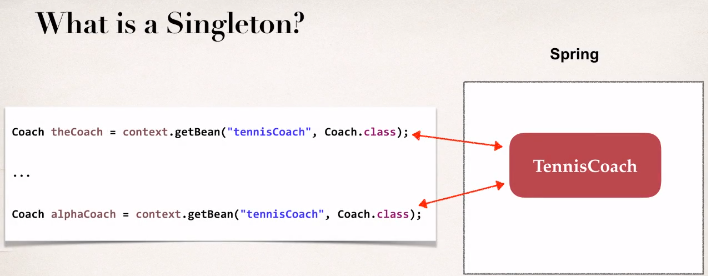 What is a Singleton?
Spring
Coach theCoach = context.getBean("tennisCoach", Coach.class);
...
Coach alphaCoach = context.getBean("tennisCoach", Coach.class);
TennisCoach